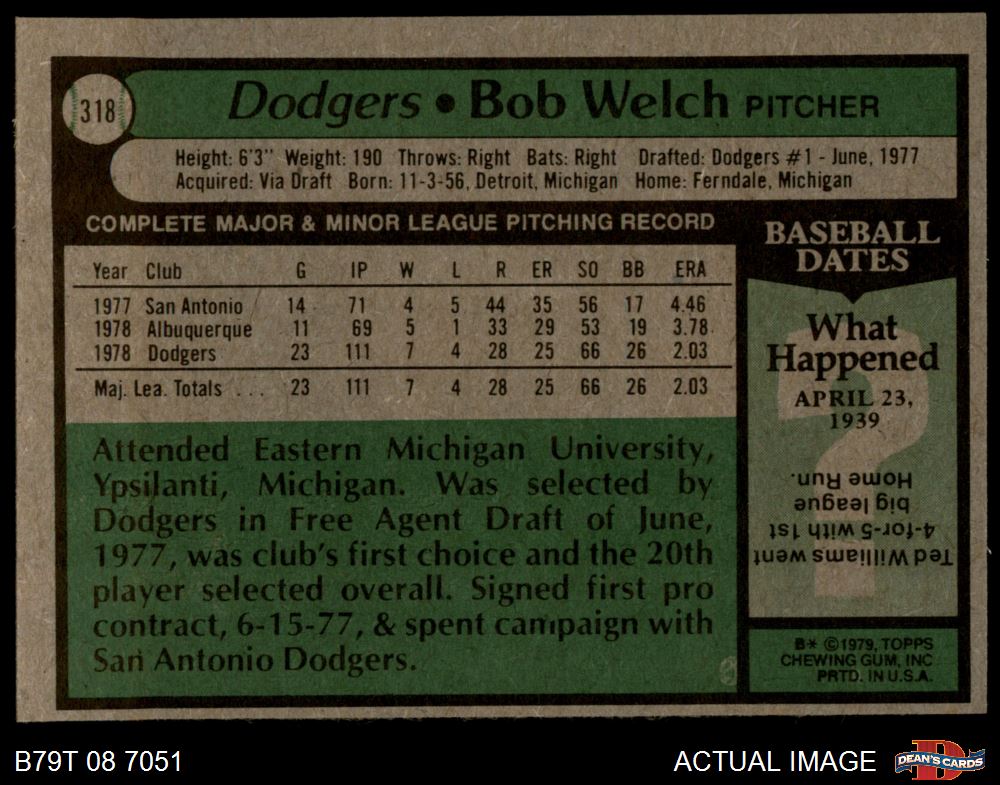 318
Dodgers • Bob Welch PITCHER
Height: 6'3" Weight: 190 Throws: Right Bats: Right Drafted: Dodgers #1 - June, 1977
Acquired: Via Draft Born: 11-3-56, Detroit, Michigan Home: Ferndale, Michigan
COMPLETE MAJOR & MINOR LEAGUE PITCHING RECORD
Year Club G IP W L R ER SO BB ERA
1977 San Antonio 14 71 4 5 44 35 56 17 4.46
1978 Albuquerque 11 69 5 1 33 29 53 19 3.78
1978 Dodgers 23 111 7 4 28 25 66 26 2.03
Maj. Lea. Totals . . . 23 111 7 4 28 25 66 26 2.03
Attended Eastern Michigan University,
Ypsilanti, Michigan. Was selected by
Dodgers in Free Agent Draft of June,
1977, was club's first choice and the 20th
player selected overall. Signed first pro
contract, 6-15-77, & spent campaign with
San Antonio Dodgers.
BASEBALL
DATES
What
Happened
APRIL 23,
1939
?
Ted Williams went
4-for-5 with 1st
big league
Home Run.
B* ©1979, TOPPS
CHEWING GUM, INC
PRTD. IN U.S.A.
B79T 08 7051
ACTUAL IMAGE
DEAN'S CARDS